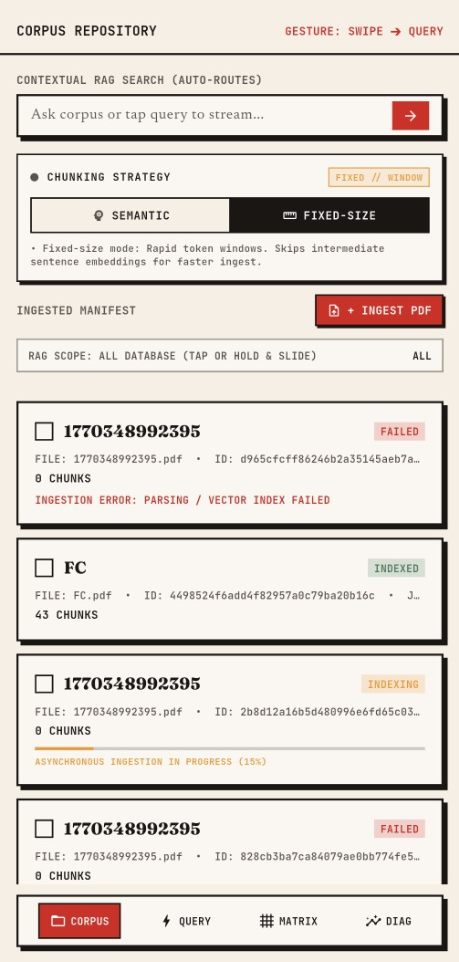 CORPUS REPOSITORY
GESTURE: SWIPE → QUERY
CONTEXTUAL RAG SEARCH (AUTO-ROUTES)
Ask corpus or tap query to stream...
CHUNKING STRATEGY
FIXED // WINDOW
SEMANTIC
FIXED-SIZE
• Fixed-size mode: Rapid token windows. Skips intermediate
sentence embeddings for faster ingest.
INGESTED MANIFEST
+ INGEST PDF
RAG SCOPE: ALL DATABASE (TAP OR HOLD & SLIDE)
ALL
1770348992395
FAILED
FILE: 1770348992395.pdf • ID: d965cfcff86246b2a35145aeb7a…
0 CHUNKS
INGESTION ERROR: PARSING / VECTOR INDEX FAILED
FC
INDEXED
FILE: FC.pdf • ID: 4498524f6add4f82957a0c79ba20b16c • J…
43 CHUNKS
1770348992395
INDEXING
FILE: 1770348992395.pdf • ID: 2b8d12a16b5d480996e6fd65c03…
0 CHUNKS
ASYNCHRONOUS INGESTION IN PROGRESS (15%)
1770348992395
FAILED
FILE: 1770348992395.pdf • ID: 828cb3ba7ca84079ae0bb774fe5…
0 CHUNKS
CORPUS
QUERY
MATRIX
DIAG